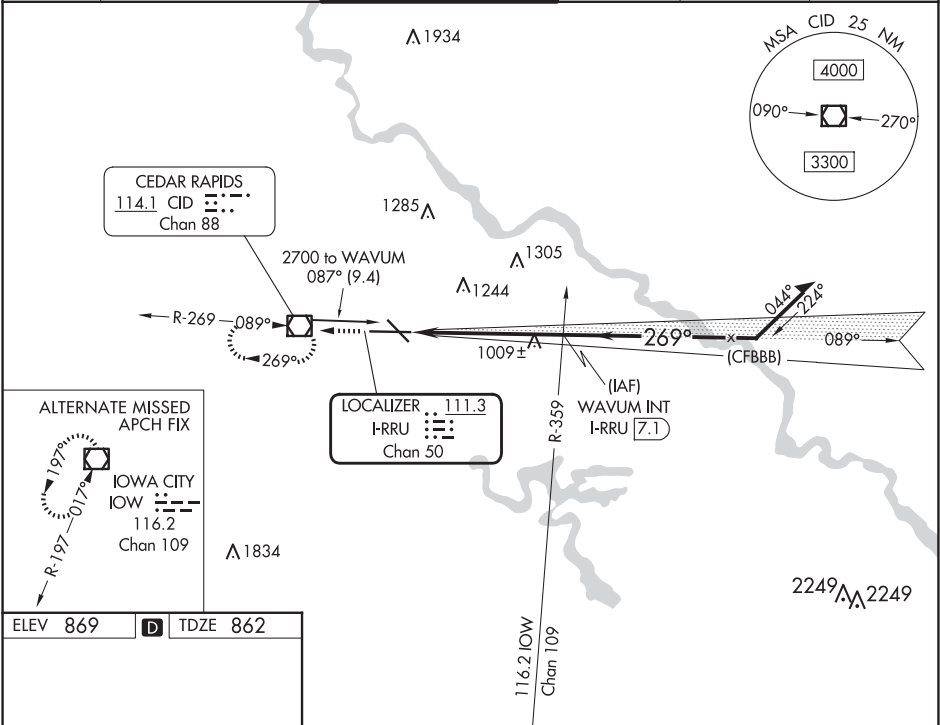 1934
MSA CID 25 NM
4000
090°
270°
3300
CEDAR RAPIDS
114.1 CID
Chan 88
1285
2700 to WAVUM
087° (9.4)
1305
1244
R-269
089°
269°
044°
224°
269°
089°
1009±
(CFBBB)
(IAF)
WAVUM INT
I-RRU 7.1
R-359
LOCALIZER 111.3
I-RRU
Chan 50
ALTERNATE MISSED
APCH FIX
197°
017°
R-197
IOWA CITY
IOW
116.2
Chan 109
1834
2249
2249
116.2 IOW
Chan 109
ELEV 869 D TDZE 862